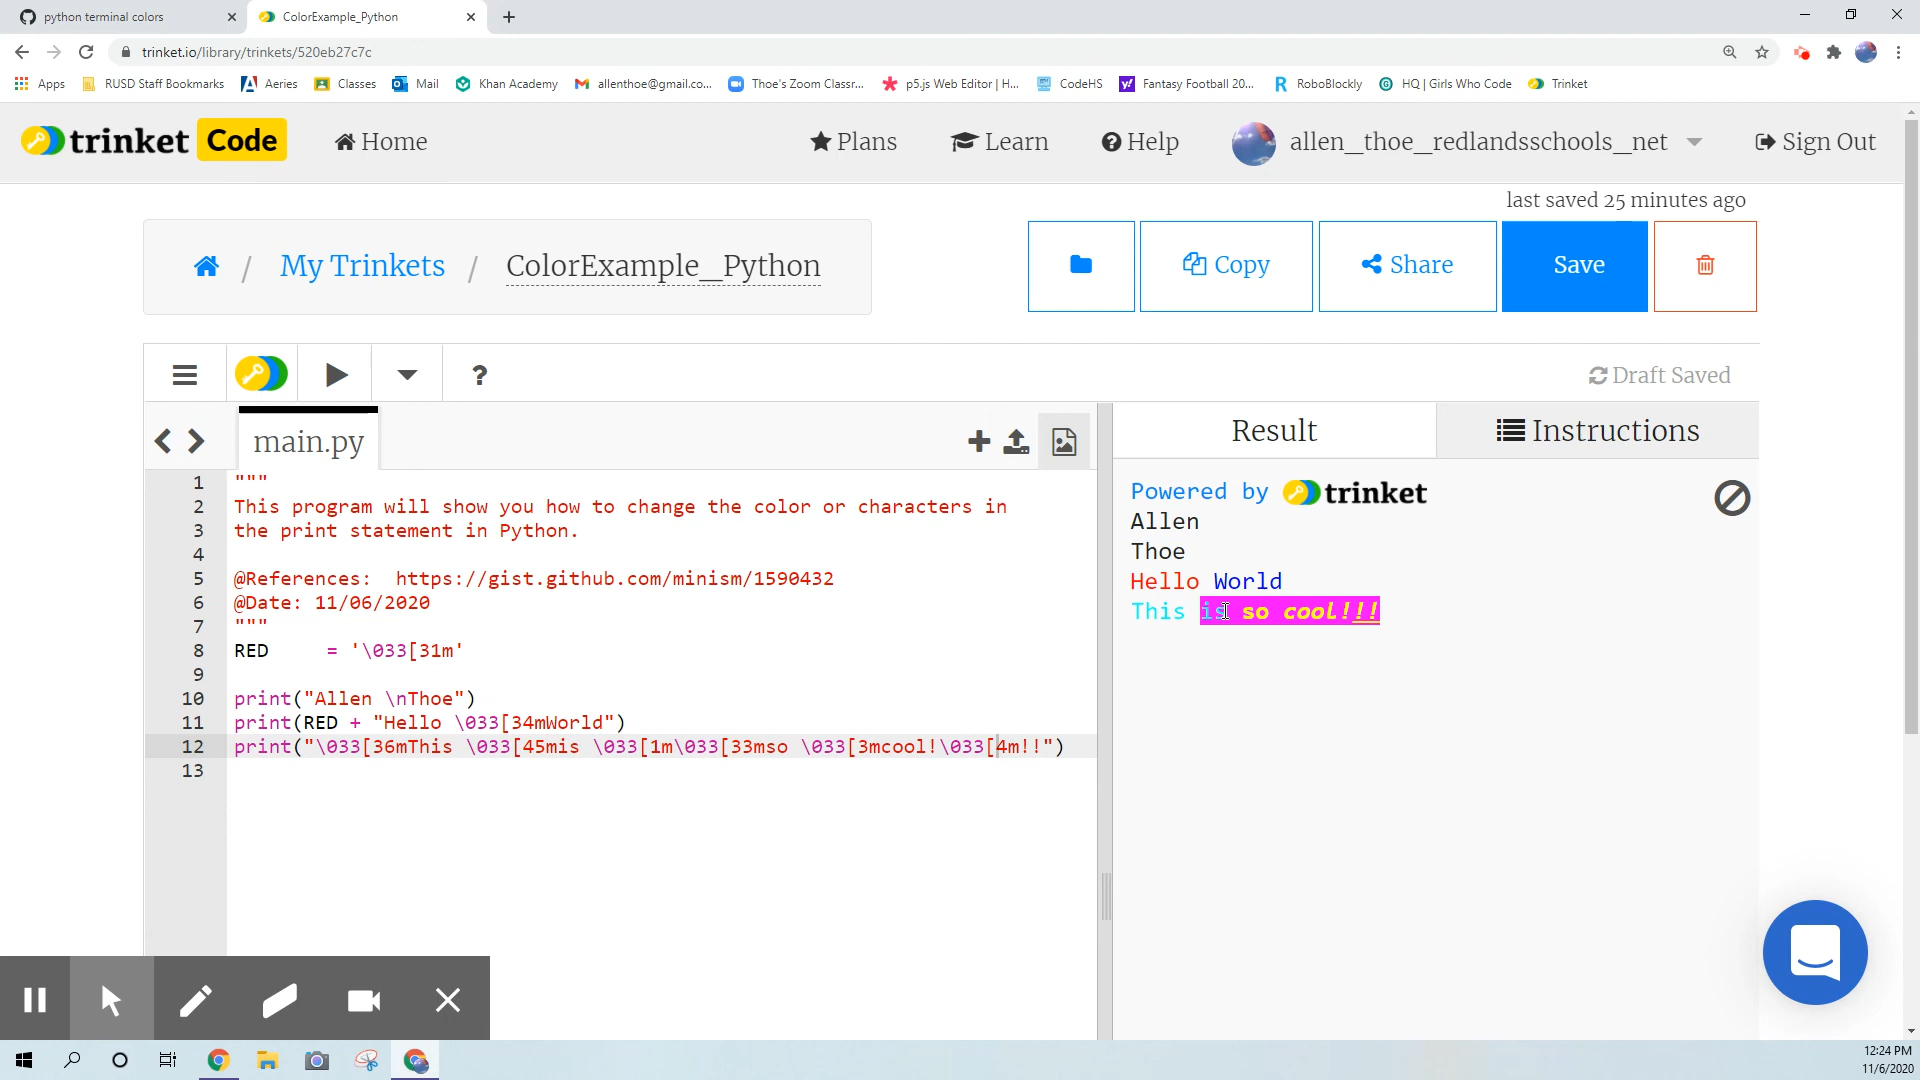 python terminal colors
ColorExample_Python
trinket.io/library/trinkets/520eb27c7c
Apps RUSD Staff Bookmarks Aeries Classes Mail Khan Academy allenthoe@gmail.co... Thoe's Zoom Classr... p5.js Web Editor | H... CodeHS Fantasy Football 20... RoboBlockly HQ | Girls Who Code Trinket
trinket Code Home Plans Learn Help allen_thoe_redlandsschools_net Sign Out
last saved 25 minutes ago
/ My Trinkets / ColorExample_Python Copy Share Save
? Draft Saved
main.py
Result Instructions
1 """
2 This program will show you how to change the color or characters in
3 the print statement in Python.
4
5 @References: https://gist.github.com/minism/1590432
6 @Date: 11/06/2020
7 """
8 RED = '\033[31m'
9
10 print("Allen \nThoe")
11 print(RED + "Hello \033[34mWorld")
12 print("\033[36mThis \033[45mis \033[1m\033[33mso \033[3mcool!\033[4m!!")
13
Powered by trinket
Allen
Thoe
Hello World
This is so cool!!!
12:24 PM
11/6/2020